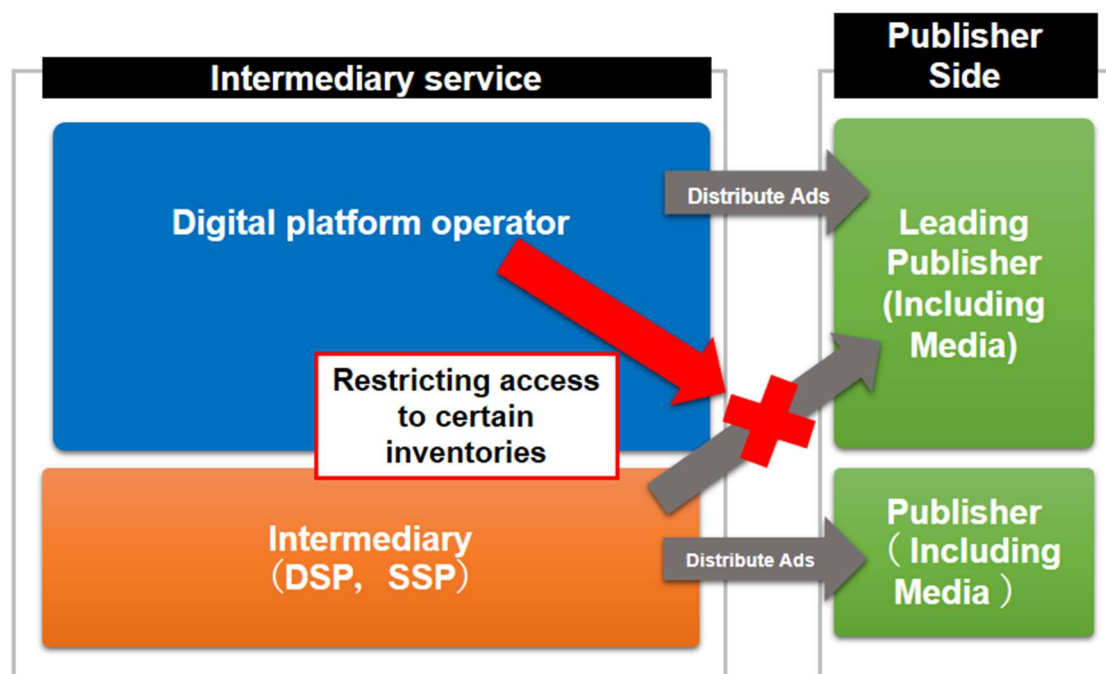 Intermediary service
Publisher
Side
Digital platform operator
Distribute Ads
Leading
Publisher
(Including
Media)
Restricting access
to certain
inventories
Intermediary
（DSP，SSP）
Distribute Ads
Publisher
（Including
Media）